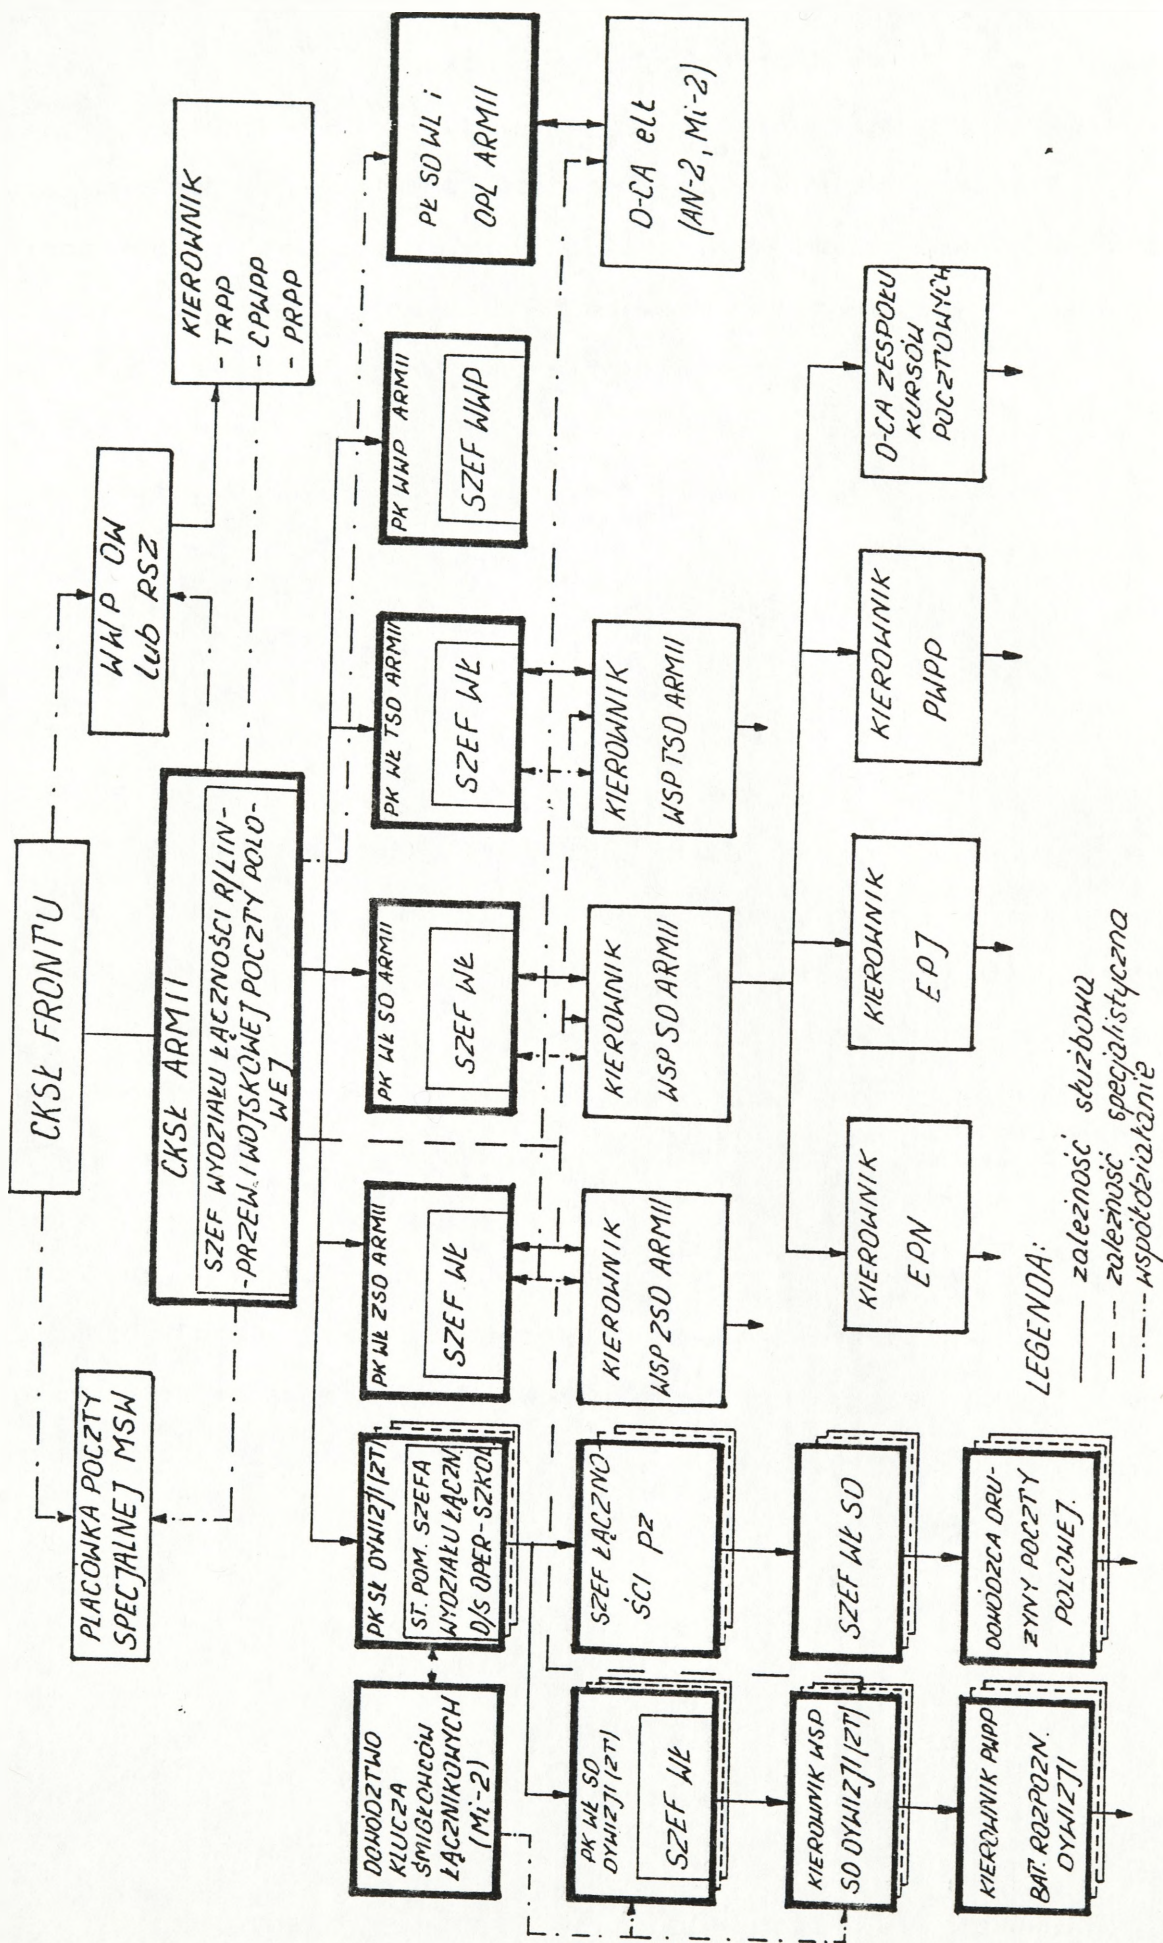 CKSŁ FRONTU
PLACÓWKA POCZTY
SPECJALNEJ MSW
CKSŁ ARMII
SZEF WYDZIAŁU ŁĄCZNOŚCI R/LIN-
-PRZEW. I WOJSKOWEJ POCZTY POLO-
WEJ
WWP OW
lub RSZ
KIEROWNIK
- TRPP
- CPWPP
- PRPP
DOWÓDZTWO
KLUCZA
ŚMIGŁOWCÓW
ŁĄCZNIKOWYCH
(Mi-2)
PK SŁ DYWIZJI (ZT)
ST. POM. SZEFA
WYDZIAŁU ŁĄCZN.
D/S OPER-SZKOL
PK WŁ ZSD ARMII
SZEF WŁ
PK WŁ SD ARMII
SZEF WŁ
PK WŁ TSD ARMII
SZEF WŁ
PK WWP ARMII
SZEF WWP
PŁ SD WL i
OPL ARMII
PK WŁ SD
DYWIZJI (ZT)
SZEF WŁ
SZEF ŁĄCZNO-
ŚCI pz
KIEROWNIK
WSP ZSD ARMII
KIEROWNIK
WSP SD ARMII
KIEROWNIK
WSP TSD ARMII
D-CA elł
(AN-2, Mi-2)
KIEROWNIK WSP
SD DYWIZJI (ZT)
SZEF WŁ SD
KIEROWNIK
EPN
KIEROWNIK
EPJ
KIEROWNIK
PWPP
D-CA ZESPOŁU
KURSÓW
POCZTOWYCH
KIEROWNIK PWPP
BAT. ROZPOZN.
DYWIZJI
DOWÓDZCA DRU-
ŻYNY POCZTY
POLOWEJ.
LEGENDA:
zależność służbowa
zależność specjalistyczna
współdziałanie